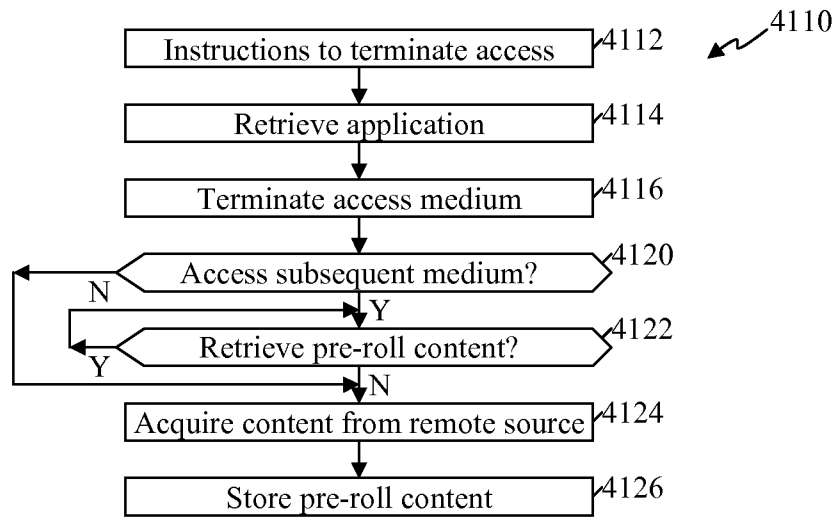 4110
Instructions to terminate access 4112
Retrieve application 4114
Terminate access medium 4116
Access subsequent medium? 4120
N
Y
Retrieve pre-roll content? 4122
Y
N
Acquire content from remote source 4124
Store pre-roll content 4126